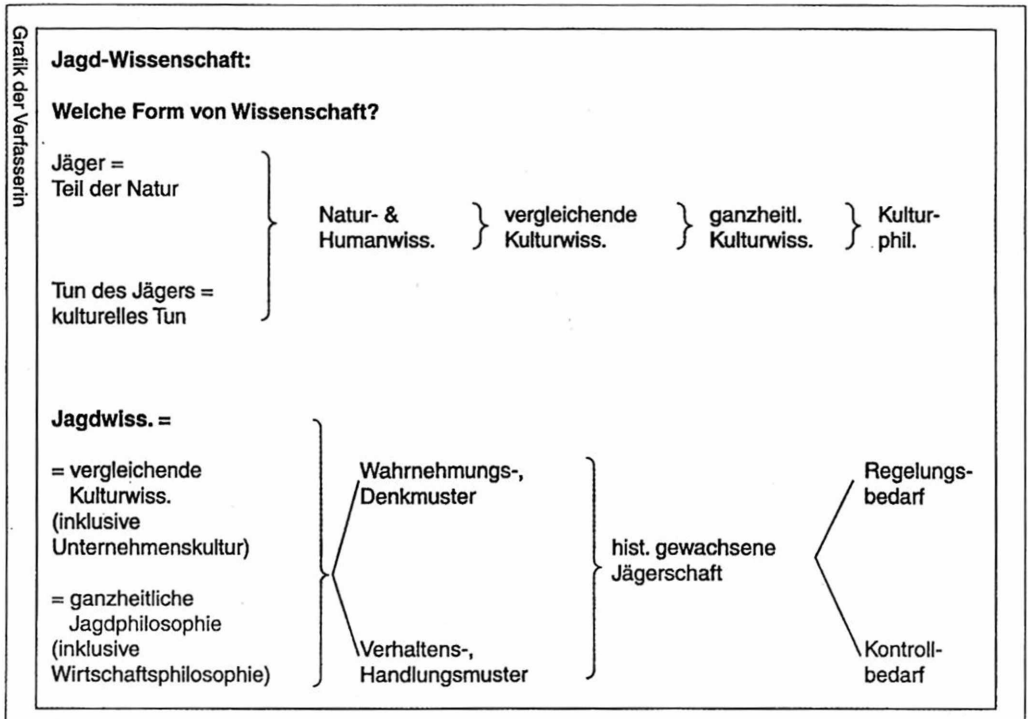 Grafik der Verfasserin
Jagd-Wissenschaft:
Welche Form von Wissenschaft?
Jäger =
Teil der Natur
Tun des Jägers =
kulturelles Tun
Natur- &
Humanwiss.
vergleichende
Kulturwiss.
ganzheitl.
Kulturwiss.
Kultur-
phil.
Jagdwiss. =
= vergleichende
Kulturwiss.
(inklusive
Unternehmenskultur)
= ganzheitliche
Jagdphilosophie
(inklusive
Wirtschaftsphilosophie)
Wahrnehmungs-,
Denkmuster
Verhaltens-,
Handlungsmuster
hist. gewachsene
Jägerschaft
Regelungs-
bedarf
Kontroll-
bedarf